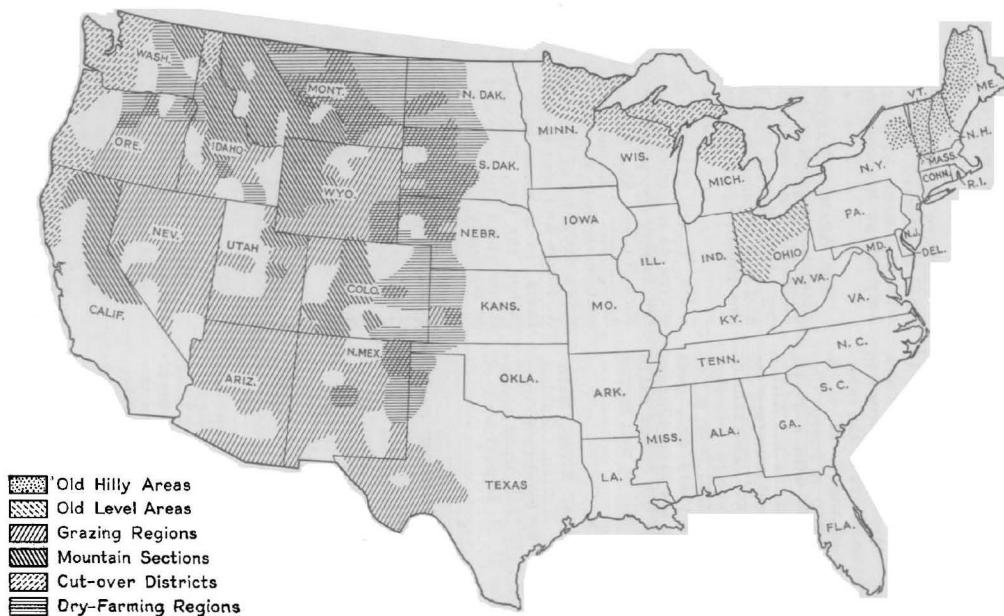 WASH.
MONT.
N. DAK.
MINN.
VT.
ME.
ORE.
IDAHO
WYO.
S. DAK.
WIS.
MICH.
N.Y.
N.H.
MASS.
CONN.
R.I.
NEV.
UTAH
COLO.
NEBR.
IOWA
ILL.
IND.
OHIO
PA.
N.J.
MD.
DEL.
CALIF.
KANS.
MO.
KY.
W. VA.
VA.
ARIZ.
N.MEX.
OKLA.
ARK.
TENN.
N. C.
S. C.
TEXAS
LA.
MISS.
ALA.
GA.
FLA.
Old Hilly Areas
Old Level Areas
Grazing Regions
Mountain Sections
Cut-over Districts
Dry-Farming Regions